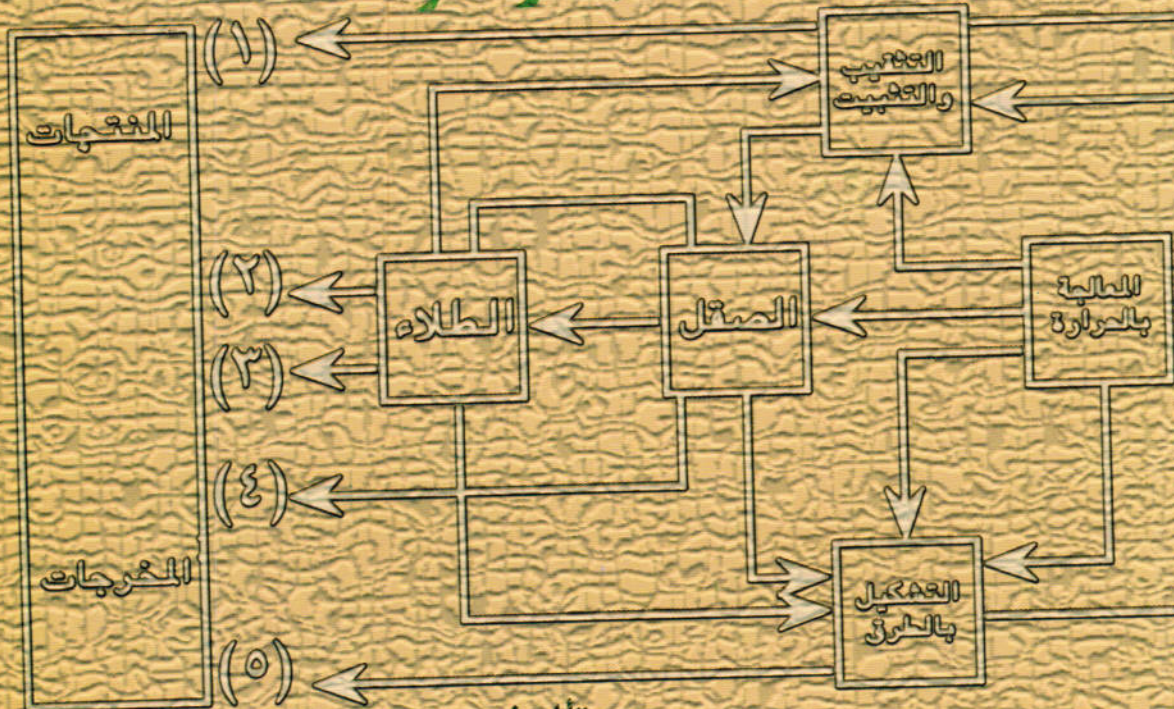 (١)
التثقيب
والتثبيت
المنتجات
(٢)
الطلاء
الصقل
المعالجة
بالحرارة
(٣)
(٤)
المخرجات
التشكيل
بالطرق
(٥)